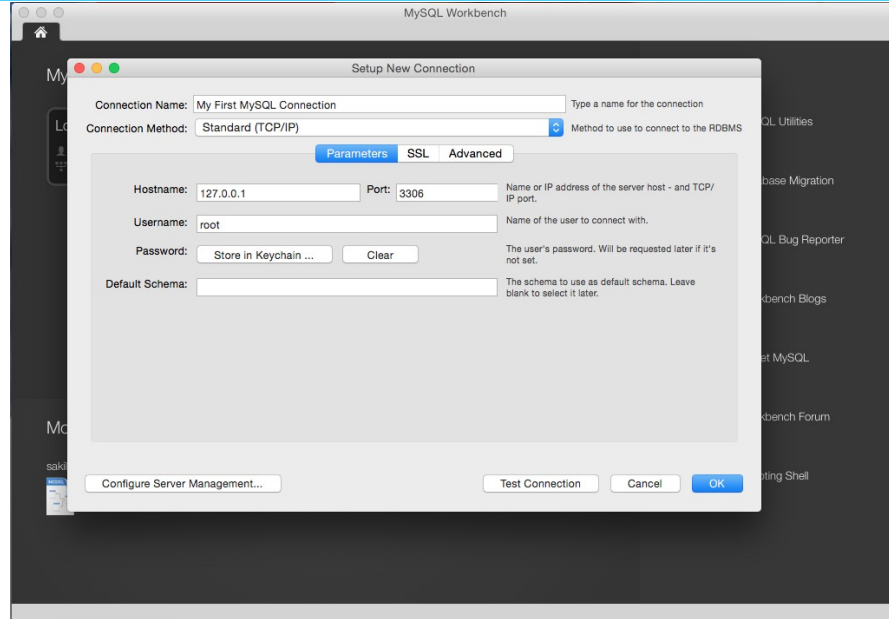 MySQL Workbench
My
Setup New Connection
Connection Name: My First MySQL Connection Type a name for the connection
Connection Method: Standard (TCP/IP) Method to use to connect to the RDBMS
Parameters SSL Advanced
Hostname: 127.0.0.1 Port: 3306 Name or IP address of the server host - and TCP/
IP port.
Username: root Name of the user to connect with.
Password: Store in Keychain ... Clear The user's password. Will be requested later if it's
not set.
Default Schema: The schema to use as default schema. Leave
blank to select it later.
Configure Server Management... Test Connection Cancel OK
Lo
QL Utilities
base Migration
QL Bug Reporter
kbench Blogs
et MySQL
kbench Forum
oting Shell
Mo
saki